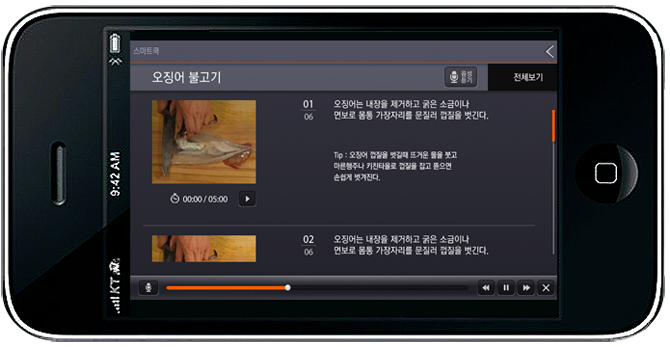 스마트쿡
오징어 불고기
음성
듣기
전체보기
01
06
오징어는 내장을 제거하고 굵은 소금이나
면보로 몸통 가장자리를 문질러 껍질을 벗긴다.
Tip : 오징어 껍질을 벗길때 뜨거운 물을 붓고
마른행주나 키친타올로 껍질을 잡고 뜯으면
손쉽게 벗겨진다.
00:00 / 05:00
02
06
오징어는 내장을 제거하고 굵은 소금이나
면보로 몸통 가장자리를 문질러 껍질을 벗긴다.
9:42 AM
KT